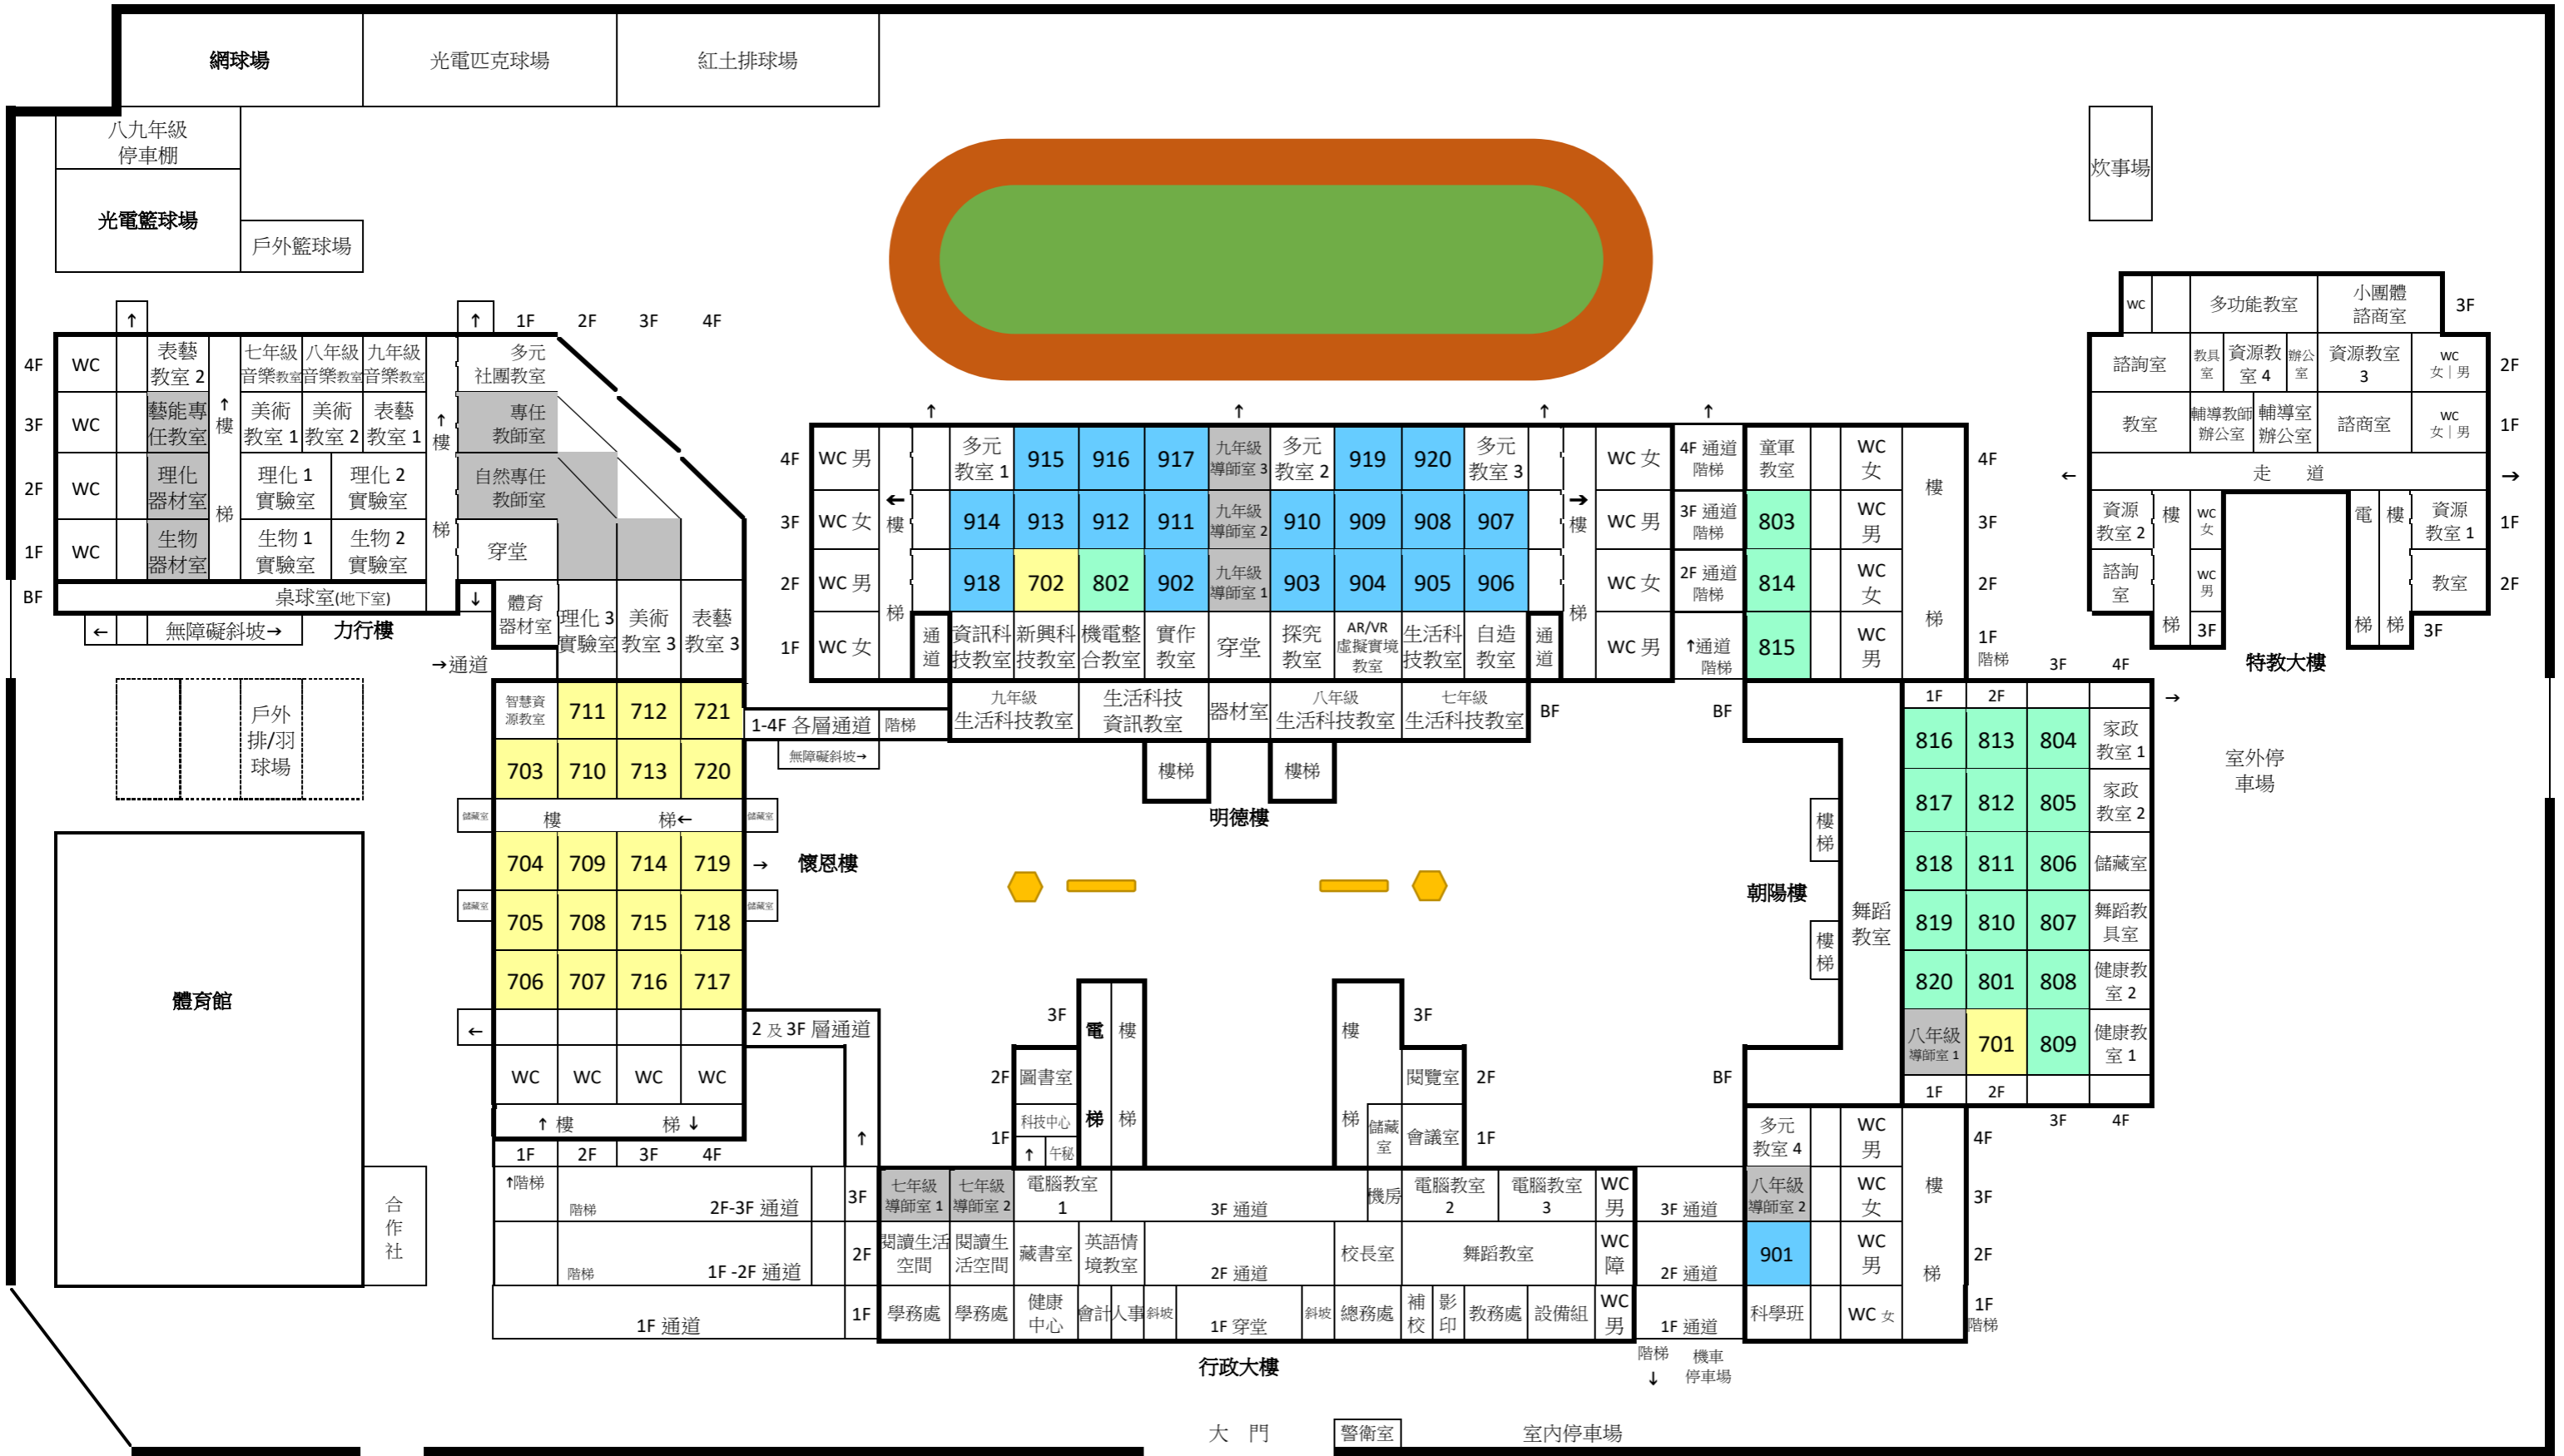 網球場
光電匹克球場
紅土排球場
八九年級
停車棚
光電籃球場
戶外籃球場
炊事場
WC
多功能教室
小團體
諮商室
3F
諮詢室
教具
室
資源教
室 4
辦公
室
資源教室
3
WC
女｜男
2F
教室
輔導教師
辦公室
輔導室
辦公室
諮商室
WC
女｜男
1F
←
走 道
→
資源
教室 2
樓
梯
WC
女
電
梯
樓
梯
資源
教室 1
1F
諮詢
室
WC
男
教室
2F
3F
3F
特教大樓
↑
↑
1F 2F 3F 4F
4F
WC
表藝
教室 2
↑
樓
梯
七年級
音樂教室
八年級
音樂教室
九年級
音樂教室
↑
樓
梯
多元
社團教室
3F
WC
藝能專
任教室
美術
教室 1
美術
教室 2
表藝
教室 1
專任
教師室
2F
WC
理化
器材室
理化 1
實驗室
理化 2
實驗室
自然專任
教師室
1F
WC
生物
器材室
生物 1
實驗室
生物 2
實驗室
穿堂
BF
桌球室(地下室)
↓
體育
器材室
理化 3
實驗室
美術
教室 3
表藝
教室 3
←
無障礙斜坡→
力行樓
→通道
戶外
排/羽
球場
↑ ↑ ↑ ↑
4F
WC 男
←
樓
梯
多元
教室 1
915
916
917
九年級
導師室 3
多元
教室 2
919
920
多元
教室 3
→
樓
梯
WC 女
4F 通道
階梯
童軍
教室
WC
女
樓
梯
4F
3F
WC 女
914
913
912
911
九年級
導師室 2
910
909
908
907
WC 男
3F 通道
階梯
803
WC
男
3F
2F
WC 男
918
702
802
902
九年級
導師室 1
903
904
905
906
WC 女
2F 通道
階梯
814
WC
女
2F
1F
WC 女
通
道
資訊科
技教室
新興科
技教室
機電整
合教室
實作
教室
穿堂
探究
教室
AR/VR
虛擬實境
教室
生活科
技教室
自造
教室
通
道
WC 男
↑通道
階梯
815
WC
男
1F
階梯
九年級
生活科技教室
生活科技
資訊教室
器材室
八年級
生活科技教室
七年級
生活科技教室
BF
樓梯
樓梯
明德樓
智慧資
源教室
711
712
721
1-4F 各層通道
階梯
無障礙斜坡→
703
710
713
720
儲藏室
樓 梯←
儲藏室
704
709
714
719
→
懷恩樓
儲藏室
705
708
715
718
儲藏室
706
707
716
717
←
2 及 3F 層通道
WC
WC
WC
WC
↑ 樓 梯 ↓
↑
1F 2F 3F 4F
體育館
合
作
社
BF
3F 4F
1F
2F
→
816
813
804
家政
教室 1
817
812
805
家政
教室 2
818
811
806
儲藏室
819
810
807
舞蹈教
具室
820
801
808
健康教
室 2
八年級
導師室 1
701
809
健康教
室 1
1F
2F
3F 4F
樓
梯
樓
梯
朝陽樓
舞蹈
教室
BF
室外停
車場
3F
電
梯
樓
梯
2F
圖書室
1F
科技中心
↑
午秘
樓
梯
3F
閱覽室
2F
儲藏
室
會議室
1F
↑階梯
階梯
2F-3F 通道
3F
七年級
導師室 1
七年級
導師室 2
電腦教室
1
3F 通道
機房
電腦教室
2
電腦教室
3
WC
男
3F 通道
階梯
1F -2F 通道
2F
閱讀生活
空間
閱讀生
活空間
藏書室
英語情
境教室
2F 通道
校長室
舞蹈教室
WC
障
2F 通道
1F 通道
1F
學務處
學務處
健康
中心
會計
人事
斜坡
1F 穿堂
斜坡
總務處
補
校
影
印
教務處
設備組
WC
男
1F 通道
行政大樓
多元
教室 4
WC
男
樓
梯
4F
八年級
導師室 2
WC
女
3F
901
WC
男
2F
科學班
WC 女
1F
階梯
階梯
↓
機車
停車場
大 門
警衛室
室內停車場